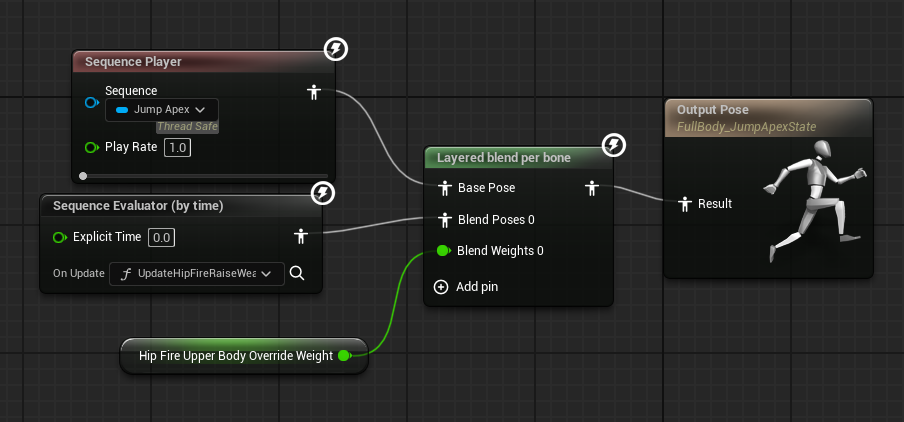 Sequence Player
Sequence
Jump Apex
Thread Safe
Play Rate 1.0
Sequence Evaluator (by time)
Explicit Time 0.0
On Update UpdateHipFireRaiseWea
Hip Fire Upper Body Override Weight
Layered blend per bone
Base Pose
Blend Poses 0
Blend Weights 0
Add pin
Output Pose
FullBody_JumpApexState
Result